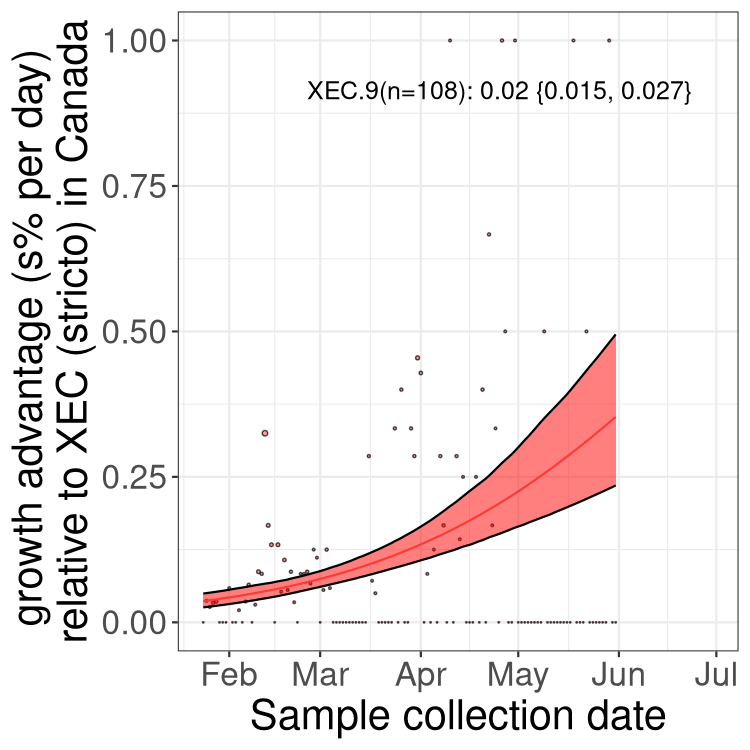 growth advantage (s% per day)
relative to XEC (stricto) in Canada
1.00
0.75
0.50
0.25
0.00
XEC.9(n=108): 0.02 {0.015, 0.027}
Feb Mar Apr May Jun Jul
Sample collection date